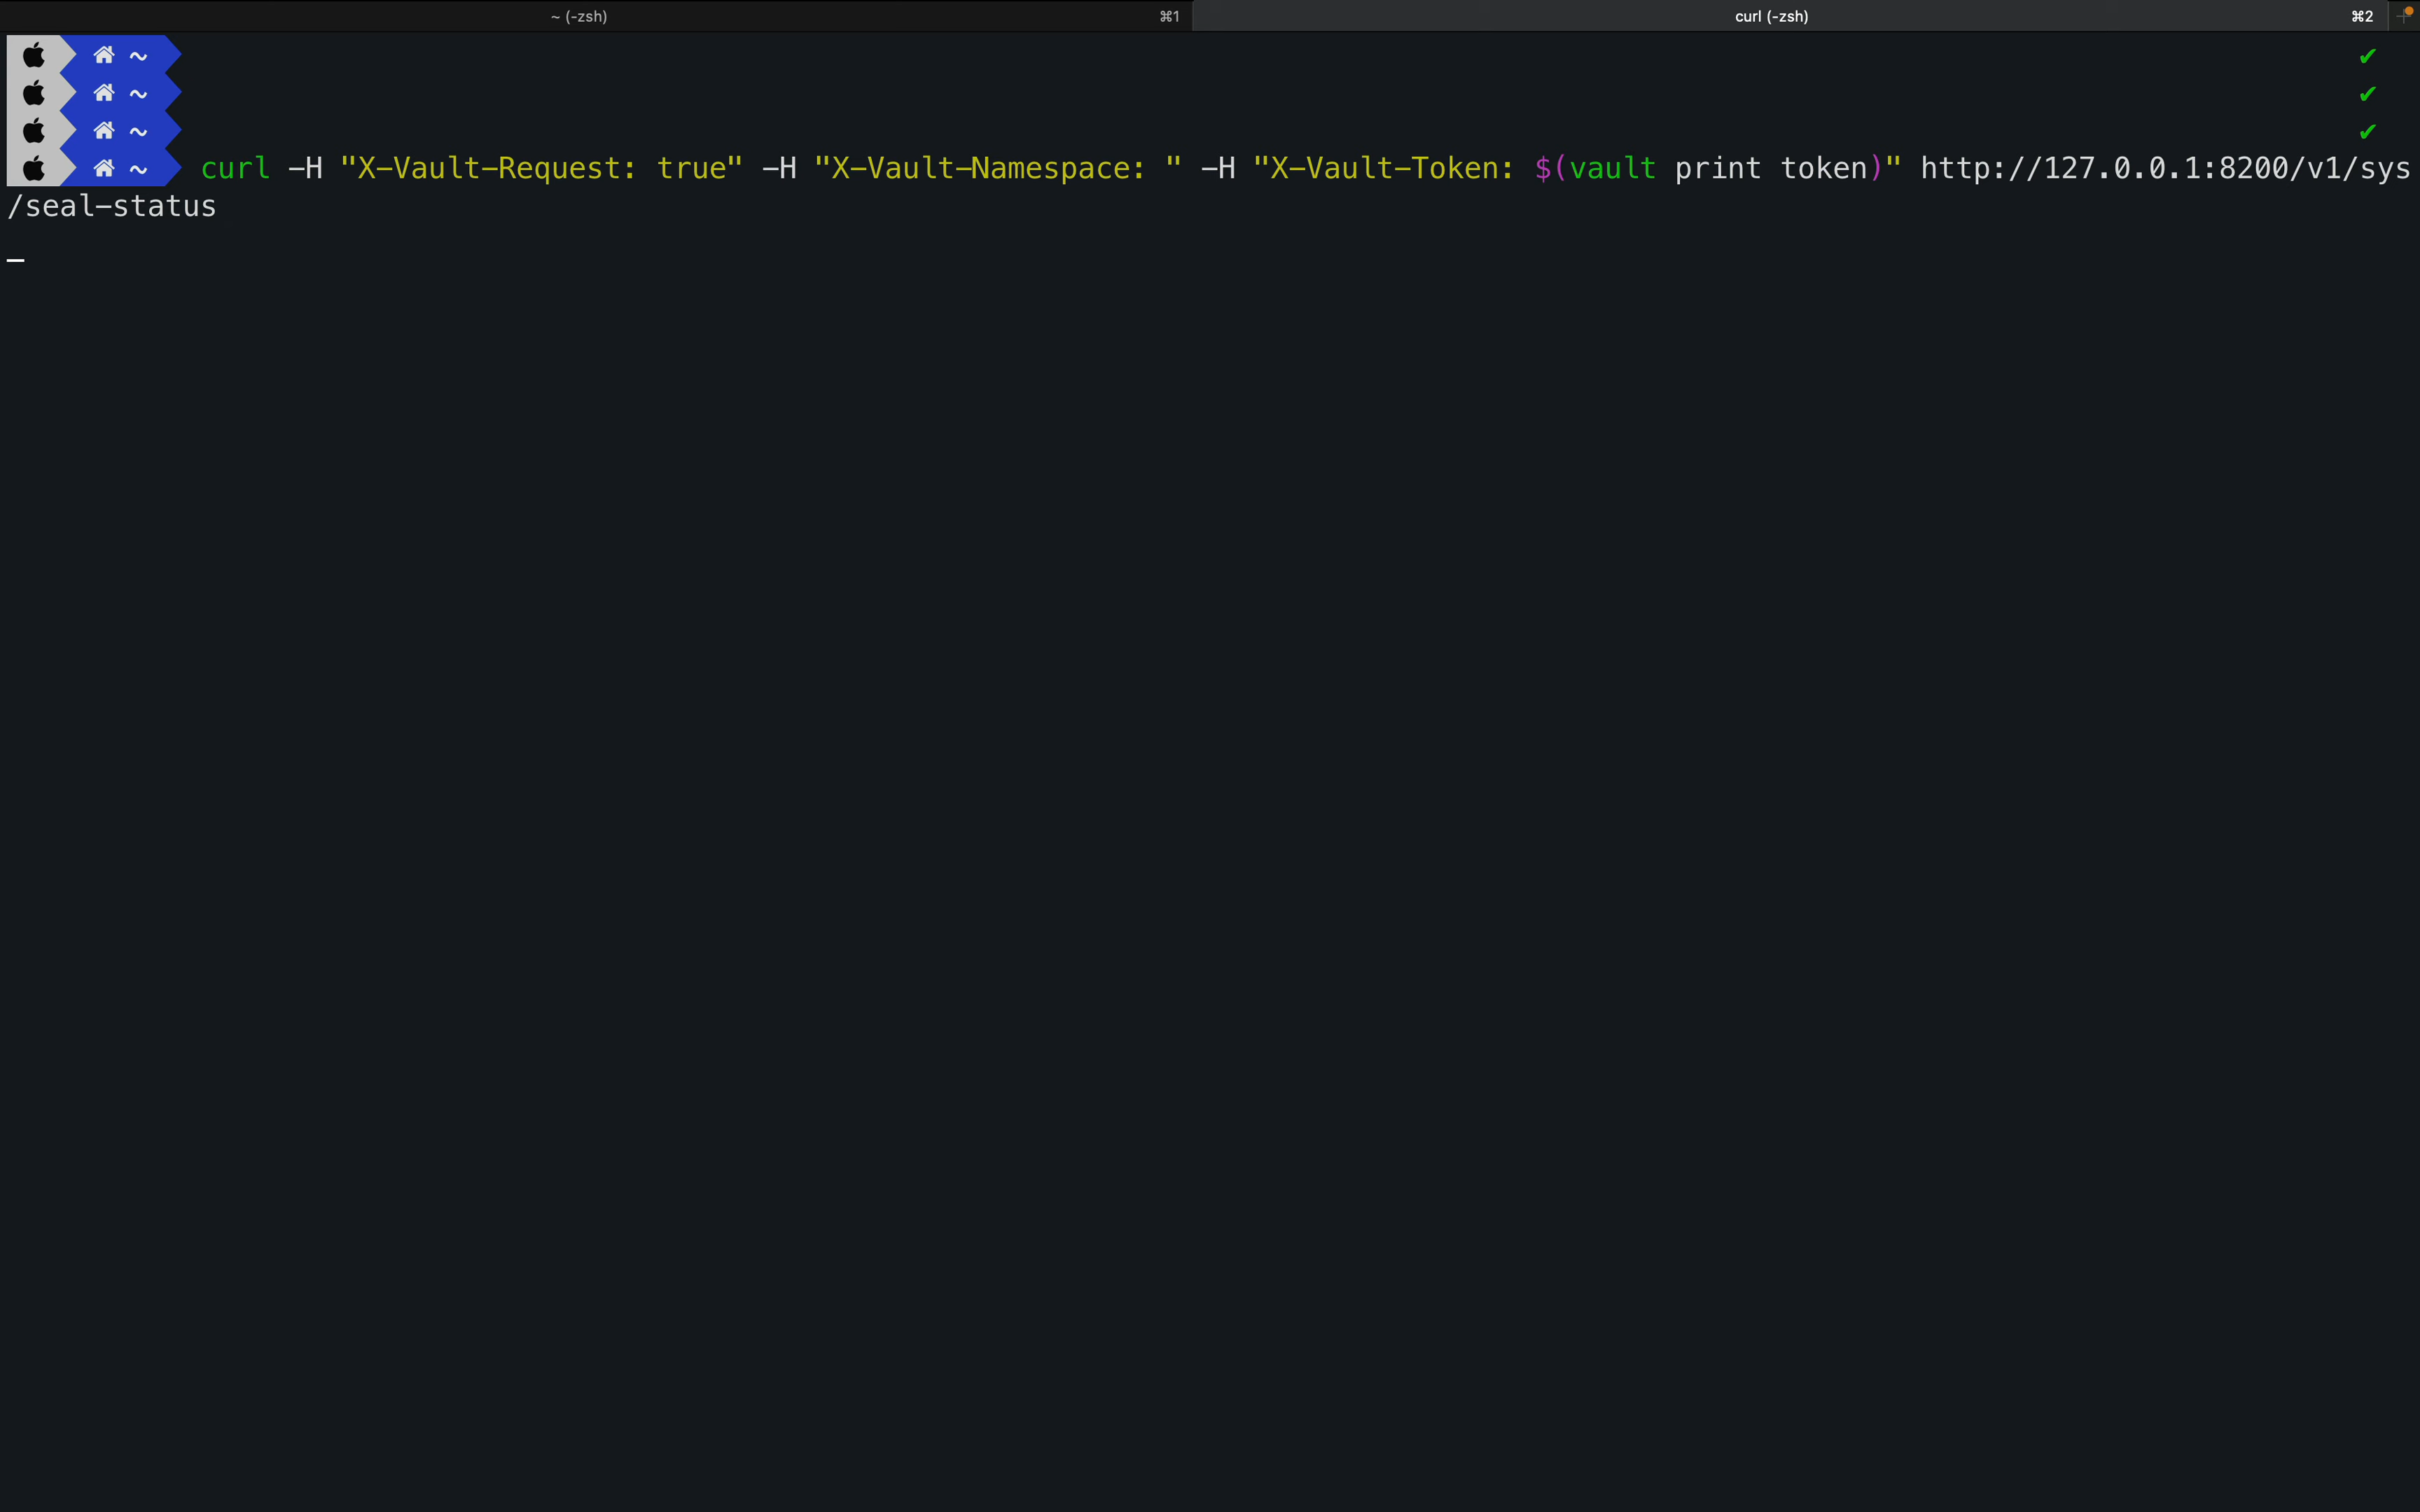 ~ (-zsh) ⌘1 curl (-zsh) ⌘2
~ ✔
~ ✔
~ ✔
~ curl -H "X-Vault-Request: true" -H "X-Vault-Namespace: " -H "X-Vault-Token: $(vault print token)" http://127.0.0.1:8200/v1/sys
/seal-status